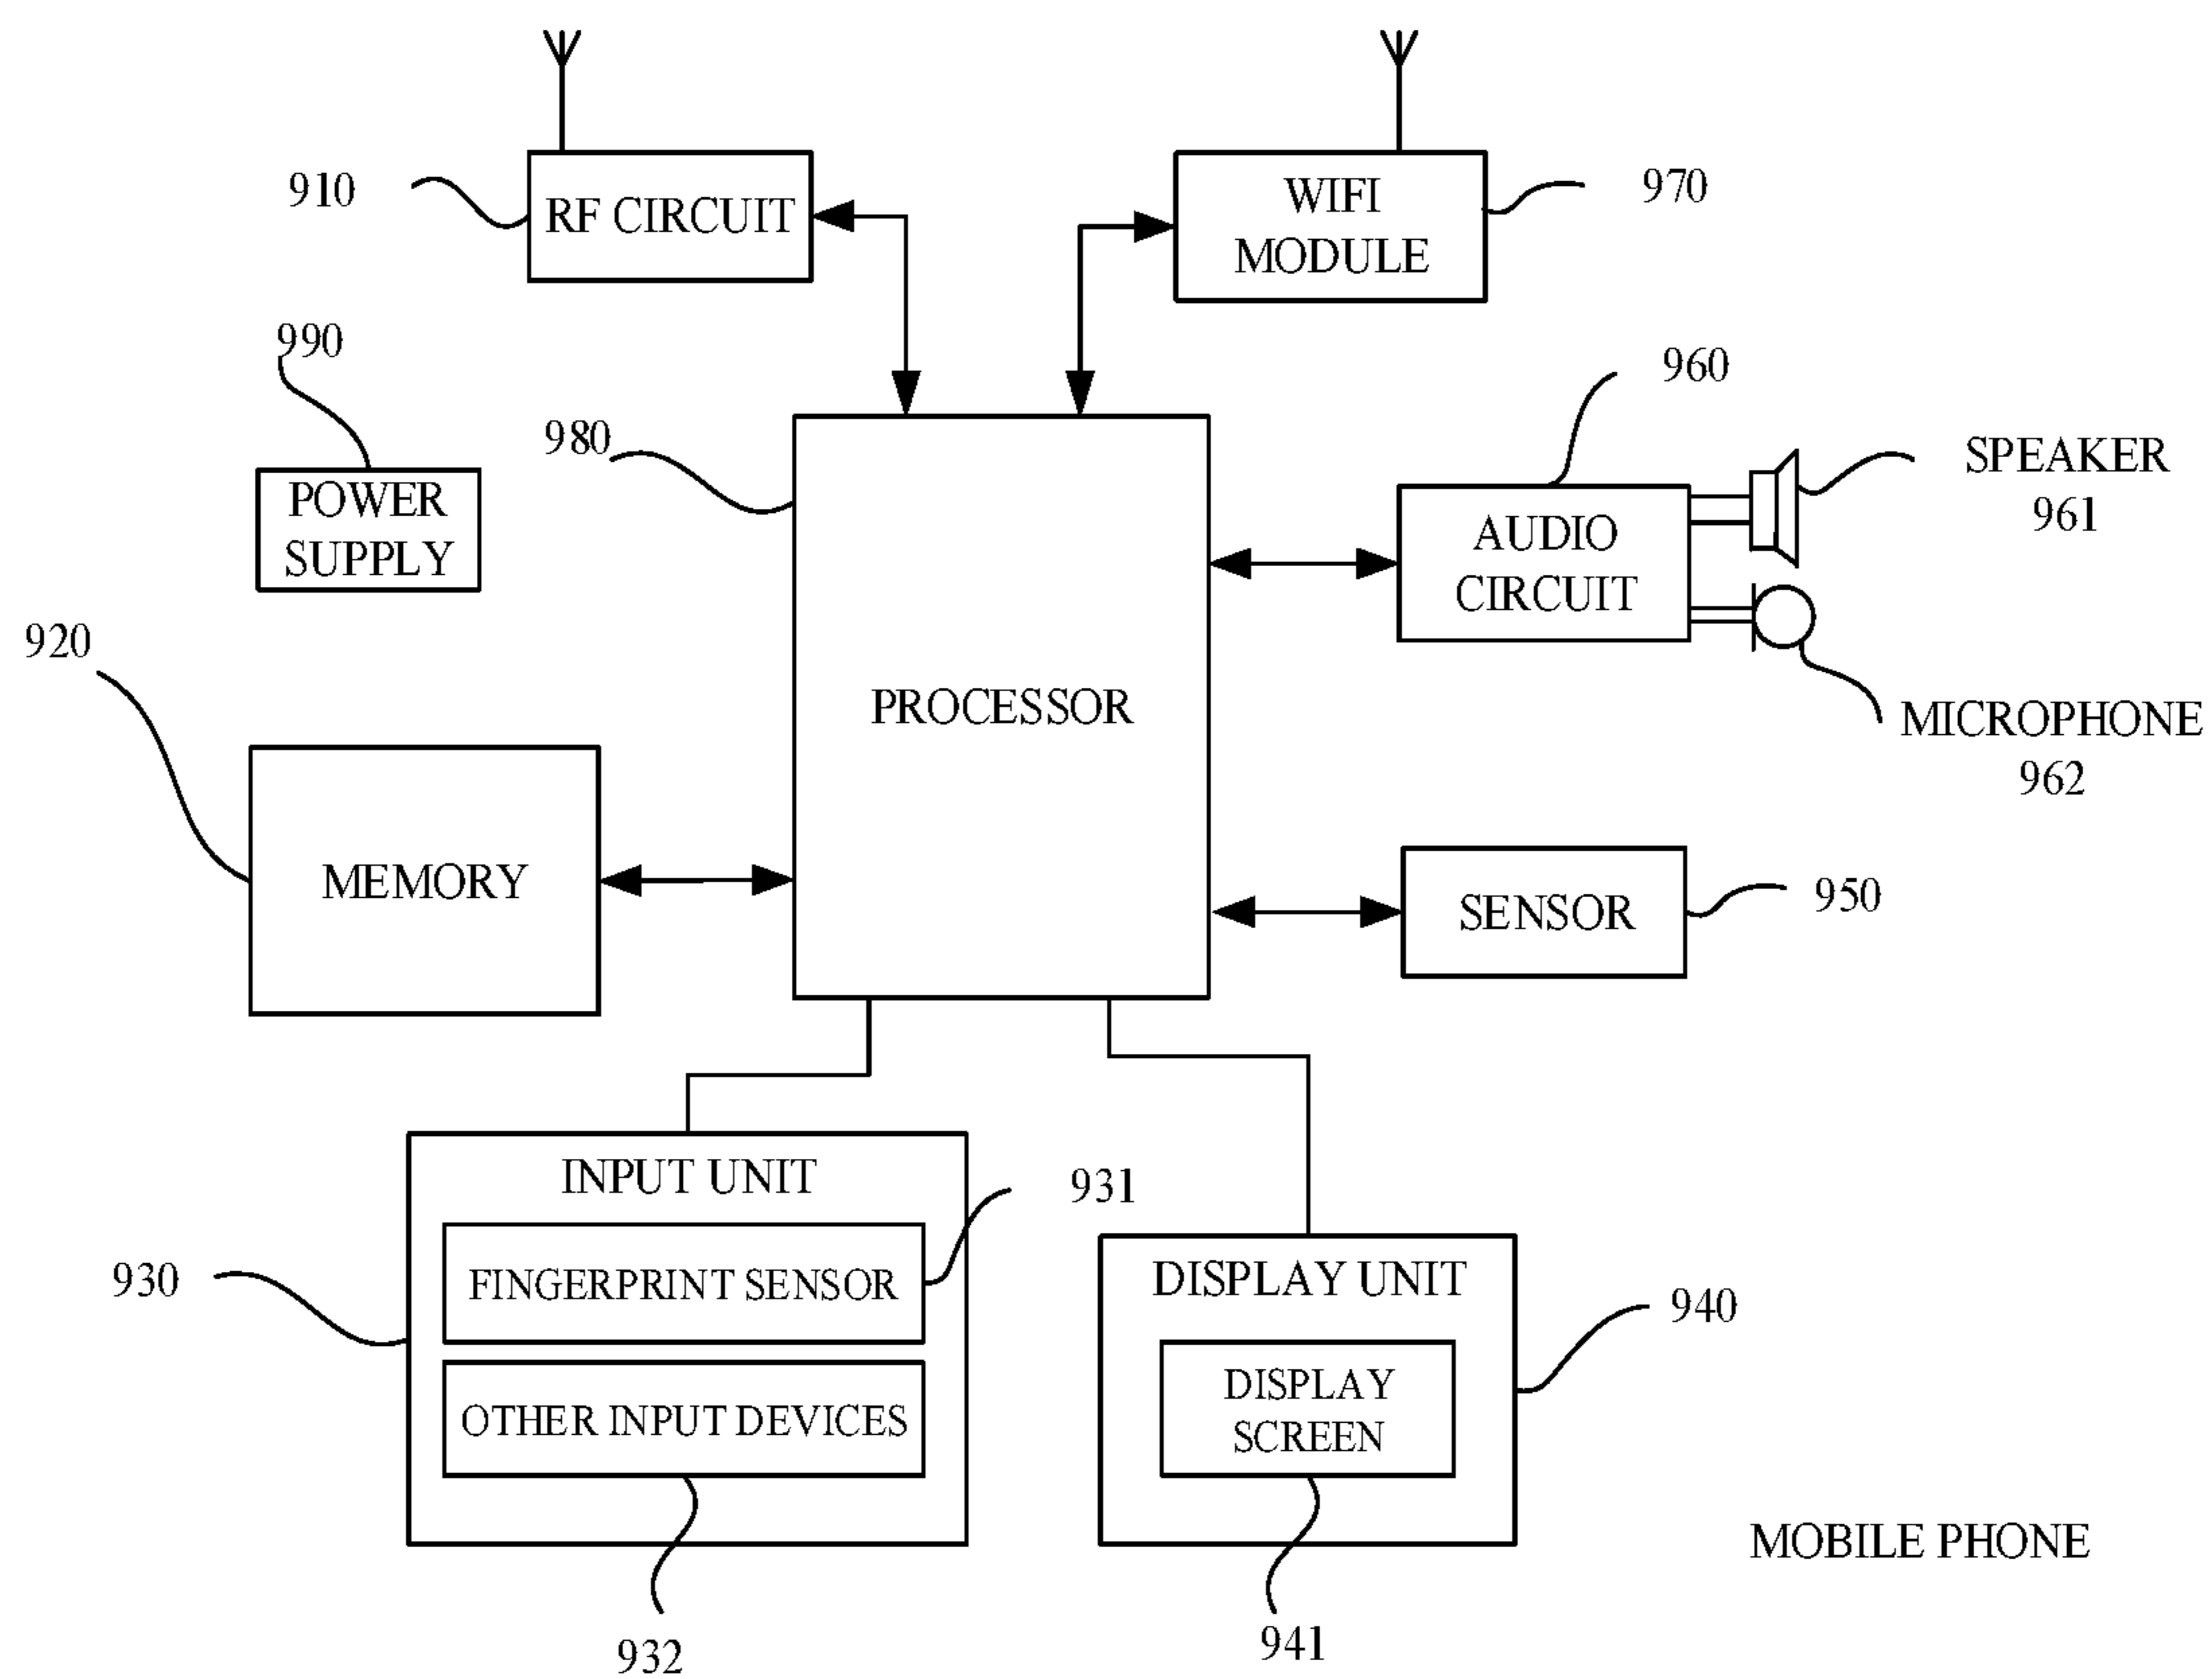 910
RF CIRCUIT
WIFI
MODULE
970
990
POWER
SUPPLY
980
PROCESSOR
960
AUDIO
CIRCUIT
SPEAKER
961
MICROPHONE
962
920
MEMORY
SENSOR
950
INPUT UNIT
931
FINGERPRINT SENSOR
930
OTHER INPUT DEVICES
932
DISPLAY UNIT
940
DISPLAY
SCREEN
941
MOBILE PHONE